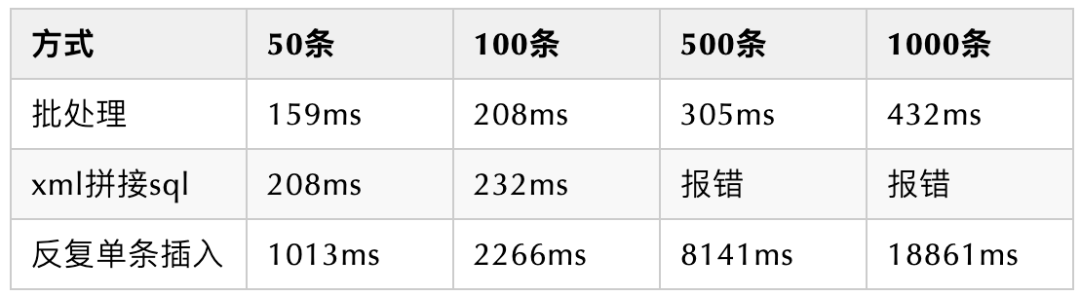 方式 50条 100条 500条 1000条
批处理 159ms 208ms 305ms 432ms
xml拼接sql 208ms 232ms 报错 报错
反复单条插入 1013ms 2266ms 8141ms 18861ms